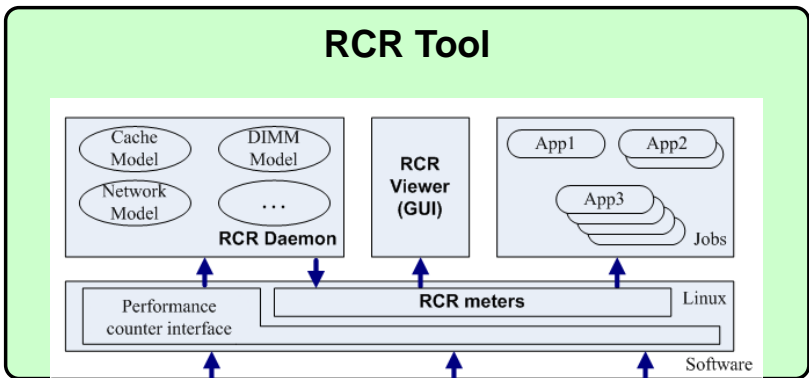 RCR Tool
Cache
Model
DIMM
Model
Network
Model
...
RCR Daemon
RCR
Viewer
(GUI)
App1
App2
App3
Jobs
Performance
counter interface
RCR meters
Linux
Software